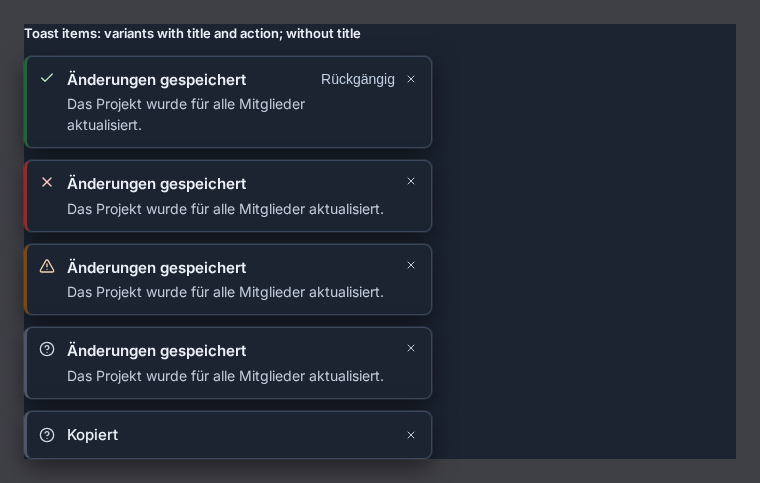 Toast items: variants with title and action; without title
Änderungen gespeichert
Rückgängig
Das Projekt wurde für alle Mitglieder
aktualisiert.
Änderungen gespeichert
Das Projekt wurde für alle Mitglieder aktualisiert.
Änderungen gespeichert
Das Projekt wurde für alle Mitglieder aktualisiert.
Änderungen gespeichert
Das Projekt wurde für alle Mitglieder aktualisiert.
Kopiert